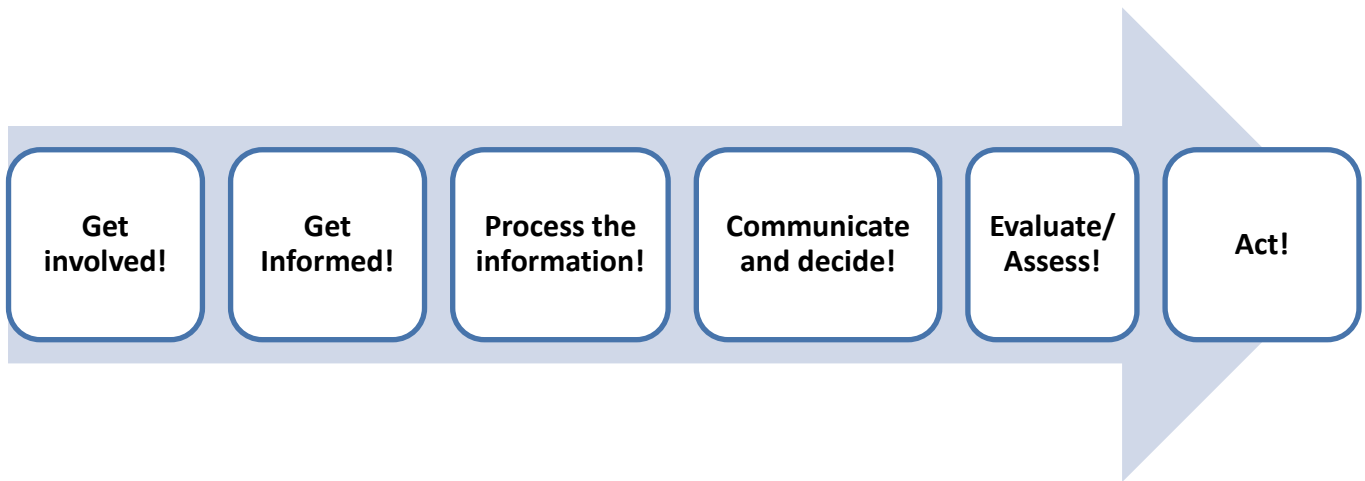 Get
involved!
Get
Informed!
Process the
information!
Communicate
and decide!
Evaluate/
Assess!
Act!